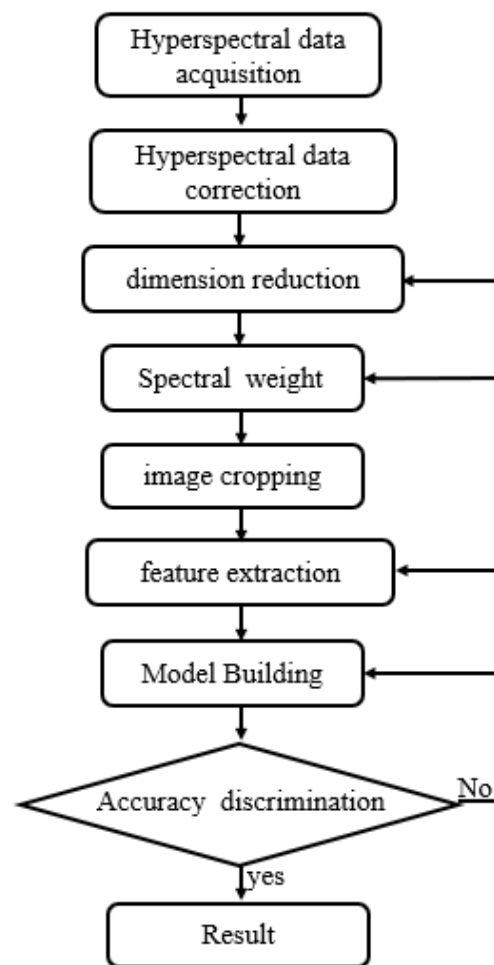 Hyperspectral data
acquisition
Hyperspectral data
correction
dimension reduction
Spectral weight
image cropping
feature extraction
Model Building
Accuracy discrimination
No
yes
Result